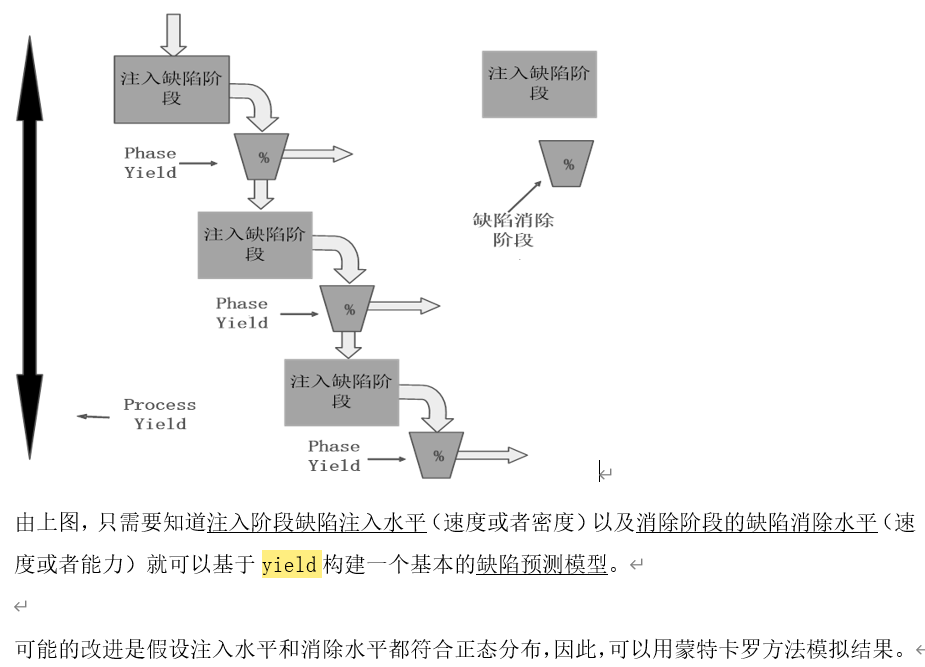 注入缺陷阶
段
注入缺陷阶
段
Phase
Yield
%
%
缺陷消除
阶段
注入缺陷阶
段
Phase
Yield
%
注入缺陷阶
段
Process
Yield
Phase
Yield
%
由上图，只需要知道注入阶段缺陷注入水平（速度或者密度）以及消除阶段的缺陷消除水平（速
度或者能力）就可以基于 yield 构建一个基本的缺陷预测模型。
可能的改进是假设注入水平和消除水平都符合正态分布，因此，可以用蒙特卡罗方法模拟结果。